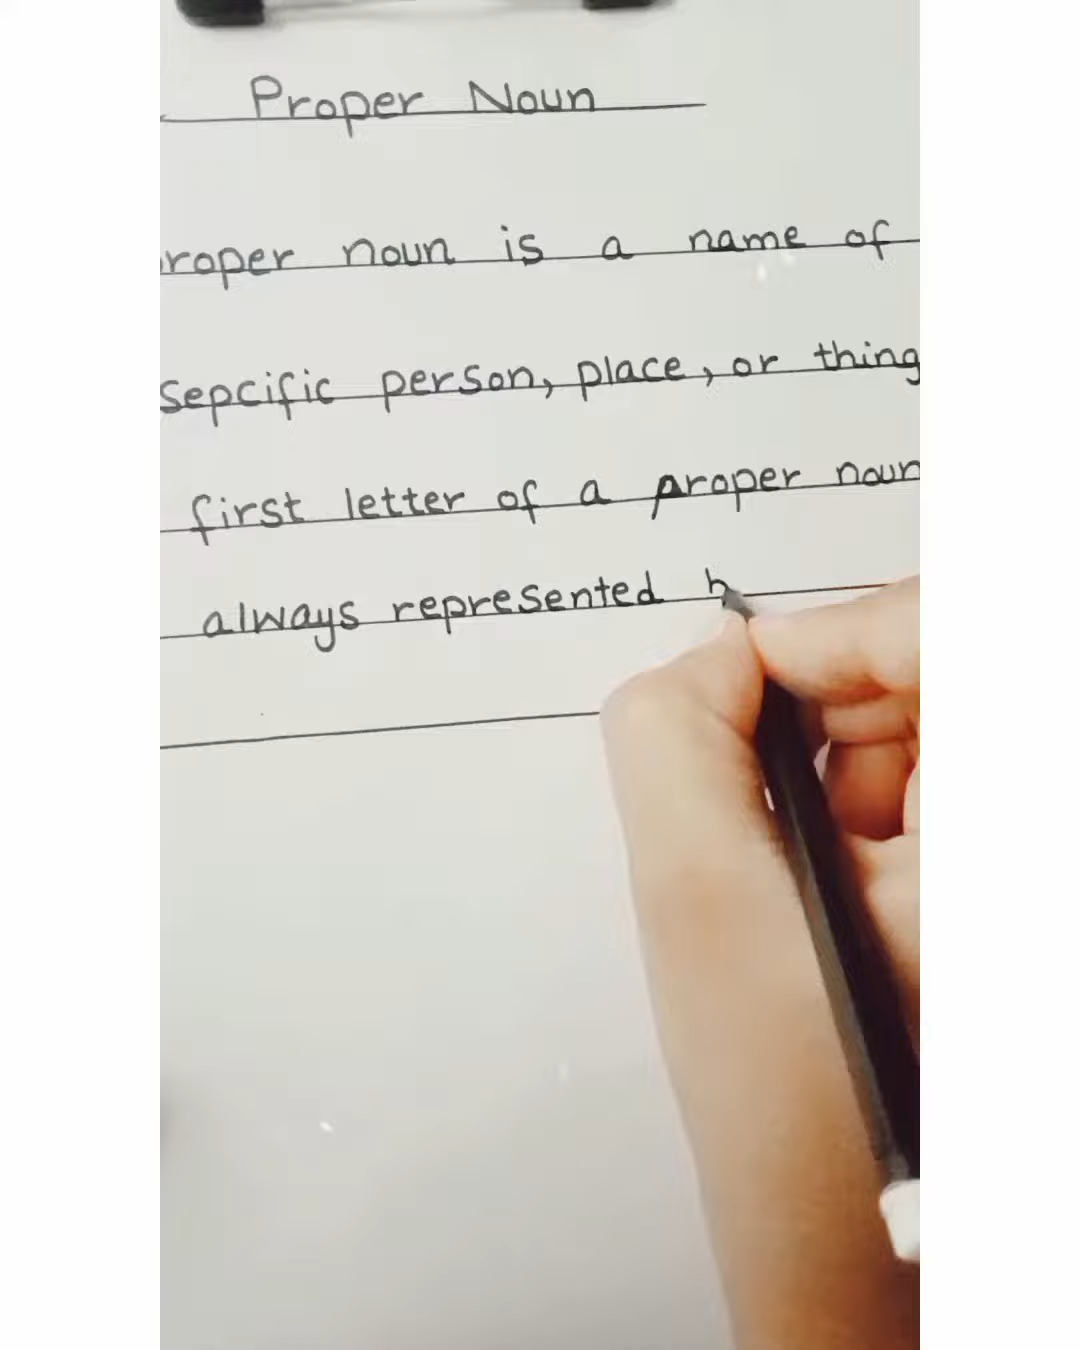 Proper Noun
roper noun is a name of
sepcific person, place, or thing
first letter of a proper noun
always represented